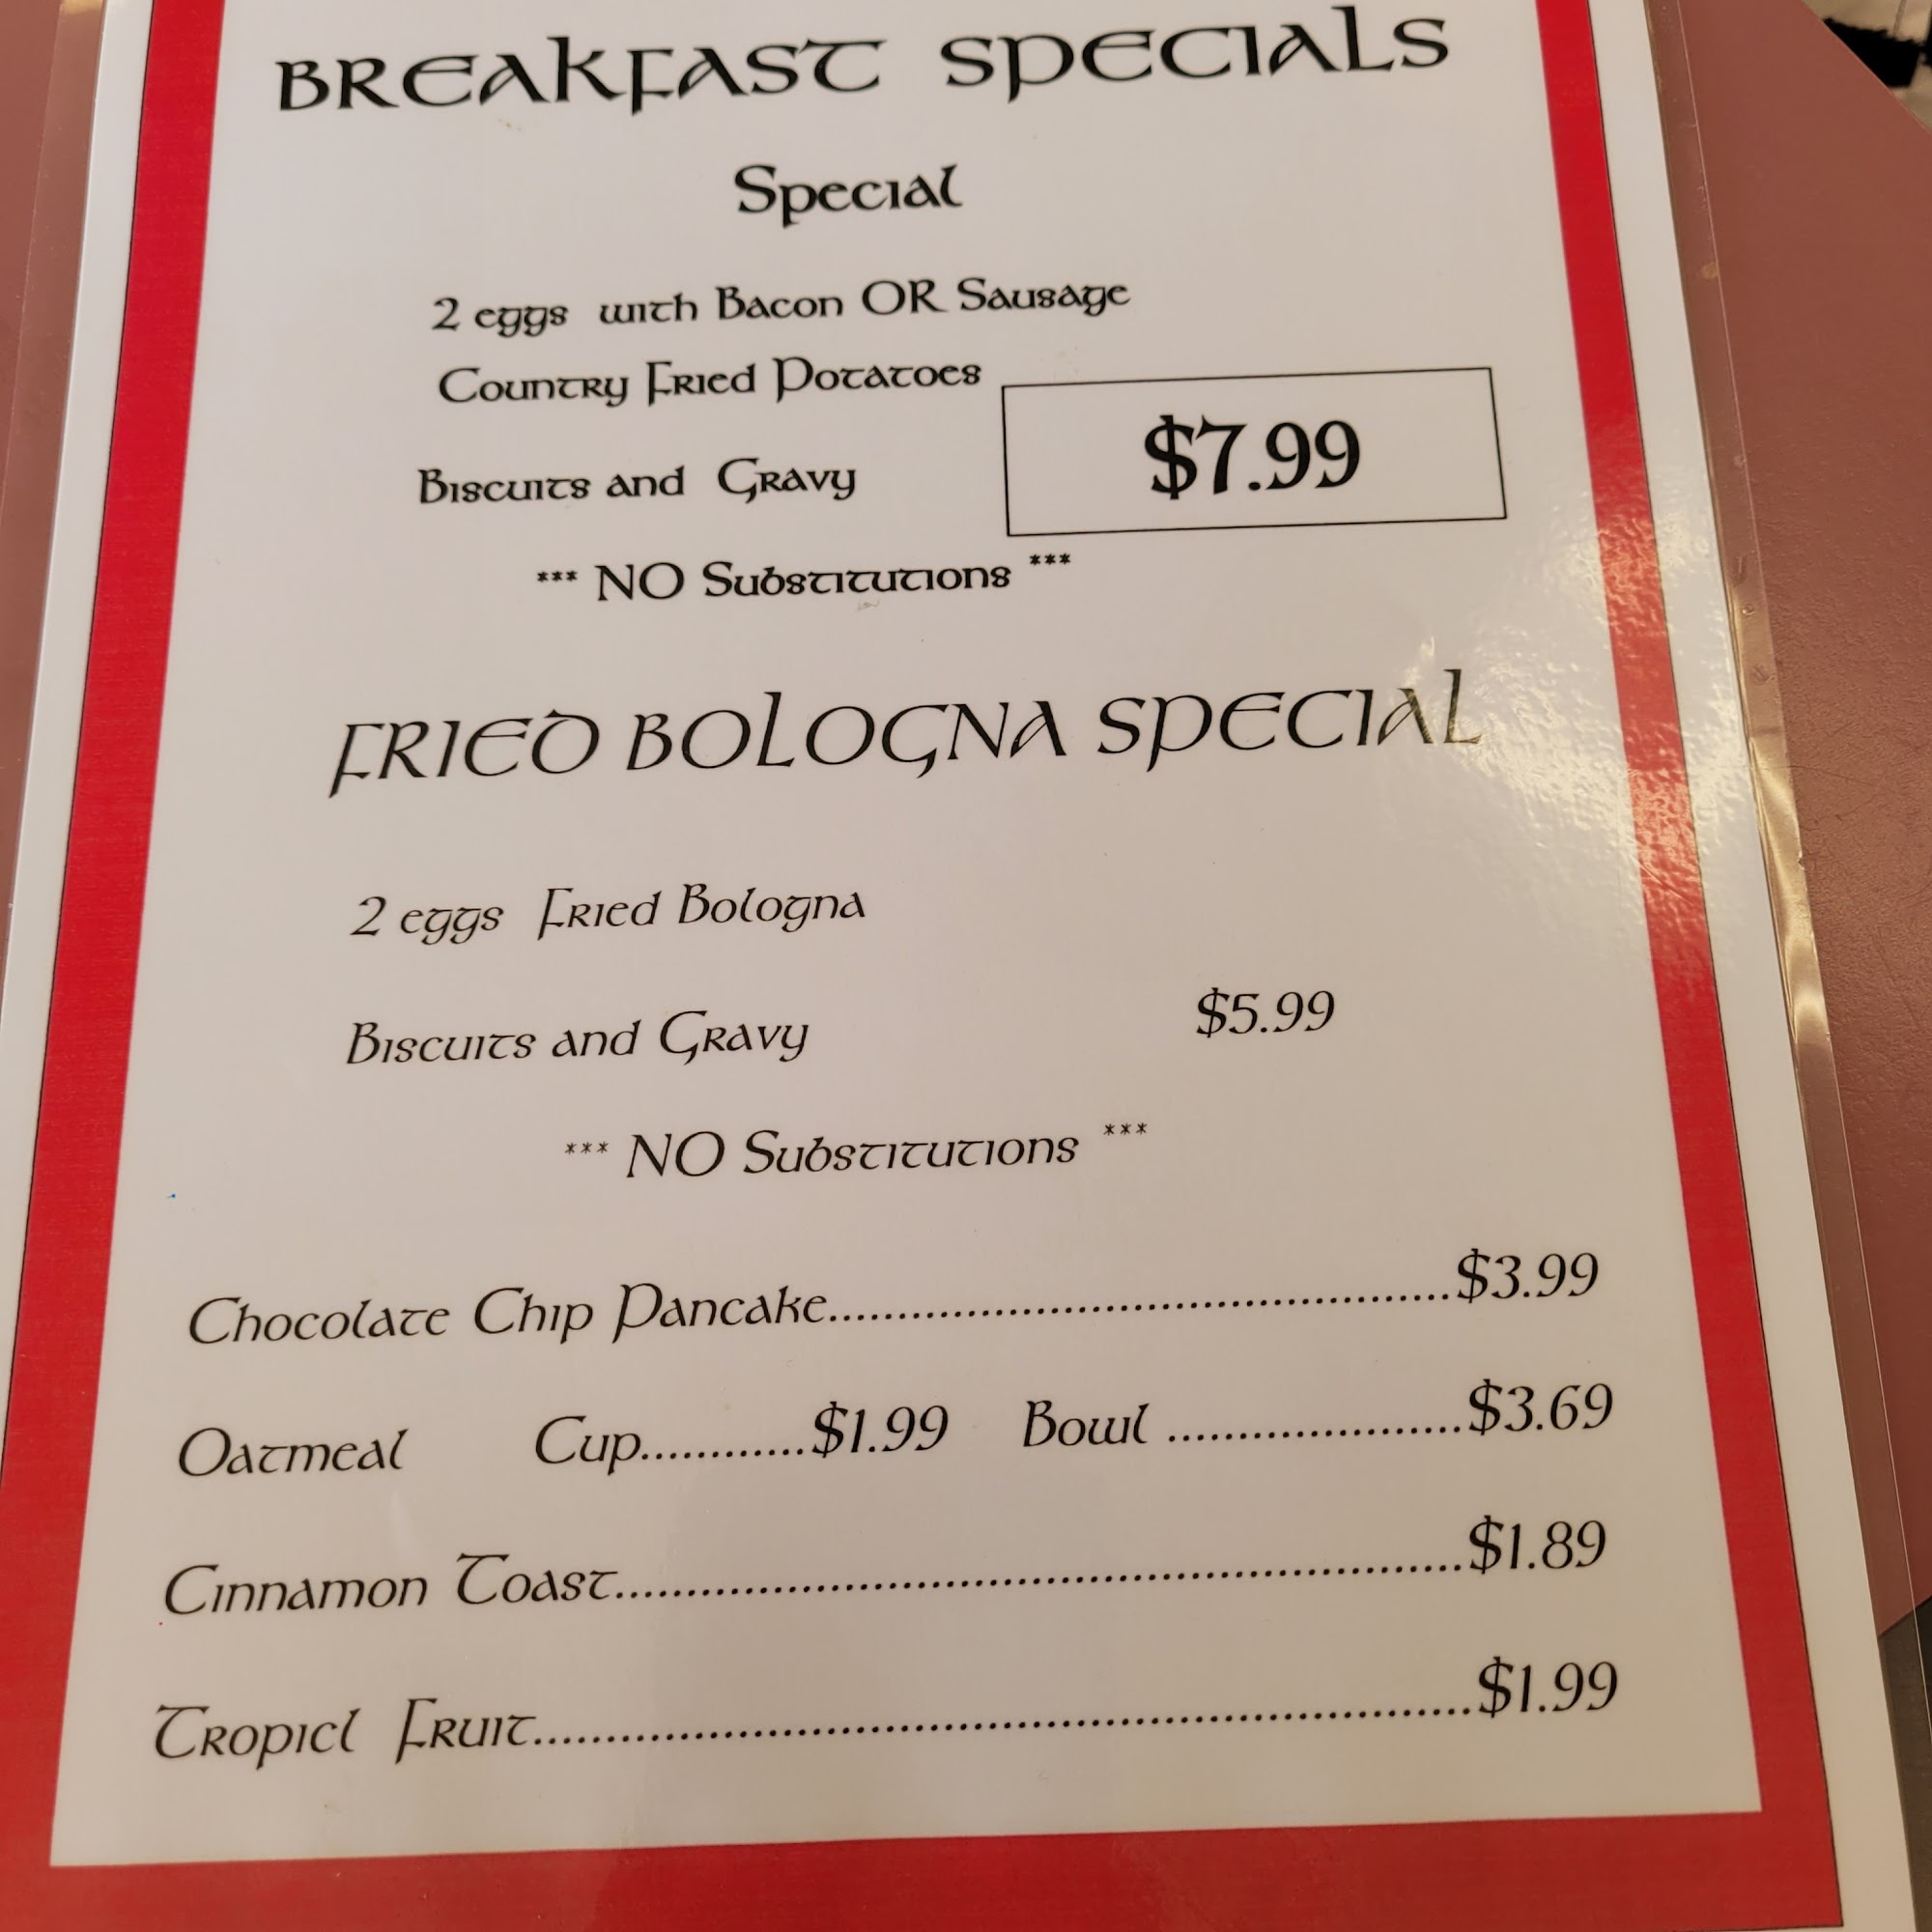 BREAKFAST SPECIALS
Special
2 eggs with Bacon OR Sausage
Country Fried Potatoes
$7.99
Biscuits and Gravy
*** NO Substitutions ***
FRIED BOLOGNA SPECIAL
2 eggs Fried Bologna
Biscuits and Gravy $5.99
*** NO Substitutions ***
Chocolate Chip Pancake............................................$3.99
Oatmeal Cup............$1.99 Bowl .....................$3.69
Cinnamon Toast............................................................$1.89
Tropicl Fruit..................................................................$1.99